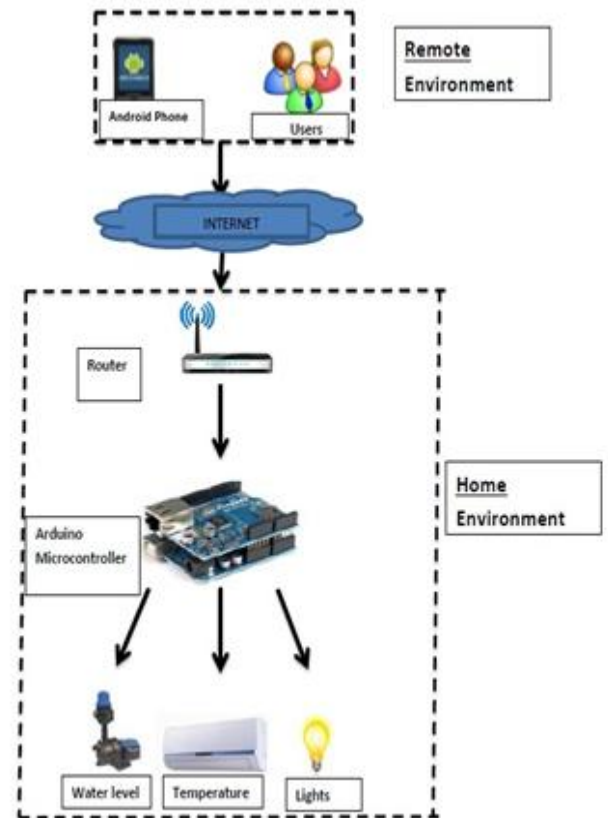 Android Phone
Users
Remote
Environment
INTERNET
Router
Arduino
Microcontroller
Home
Environment
Water level
Temperature
Lights